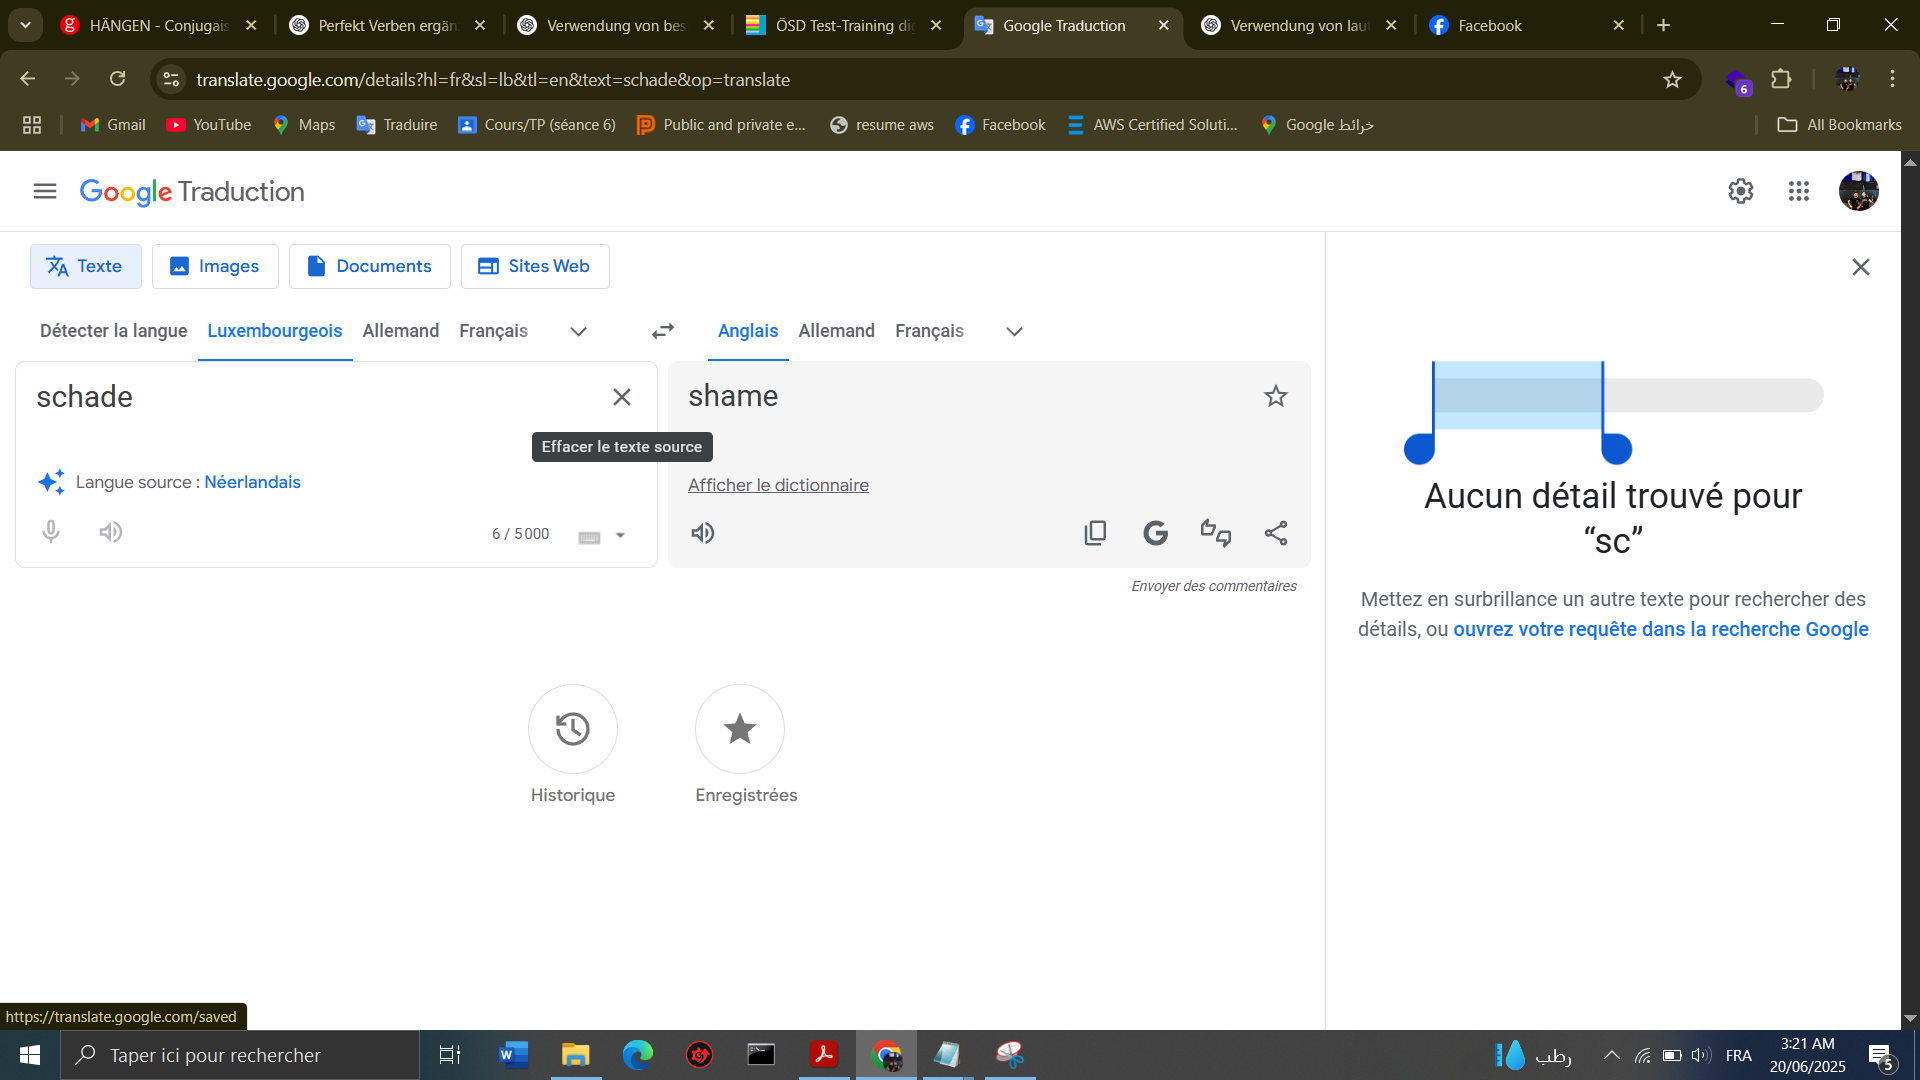 HÄNGEN - Conjugais
Perfekt Verben ergän
Verwendung von bes
ÖSD Test-Training dig
Google Traduction
Verwendung von laut
Facebook
translate.google.com/details?hl=fr&sl=lb&tl=en&text=schade&op=translate
6
Gmail
YouTube
Maps
Traduire
Cours/TP (séance 6)
Public and private e...
resume aws
Facebook
AWS Certified Soluti...
خرائط Google
All Bookmarks
Google Traduction
Texte
Images
Documents
Sites Web
Détecter la langue
Luxembourgeois
Allemand
Français
Anglais
Allemand
Français
schade
shame
Effacer le texte source
Langue source : Néerlandais
Afficher le dictionnaire
6 / 5 000
Envoyer des commentaires
Aucun détail trouvé pour
“sc”
Mettez en surbrillance un autre texte pour rechercher des
détails, ou ouvrez votre requête dans la recherche Google
Historique
Enregistrées
https://translate.google.com/saved
Taper ici pour rechercher
رطب
FRA
3:21 AM
20/06/2025
5